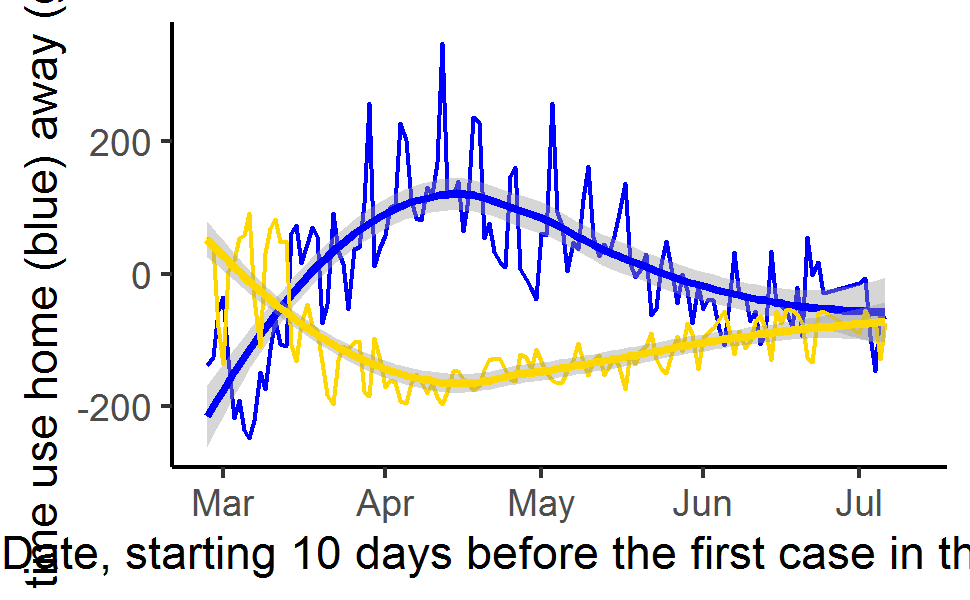 time use home (blue) away (
200
0
-200
Mar Apr May Jun Jul
Date, starting 10 days before the first case in th